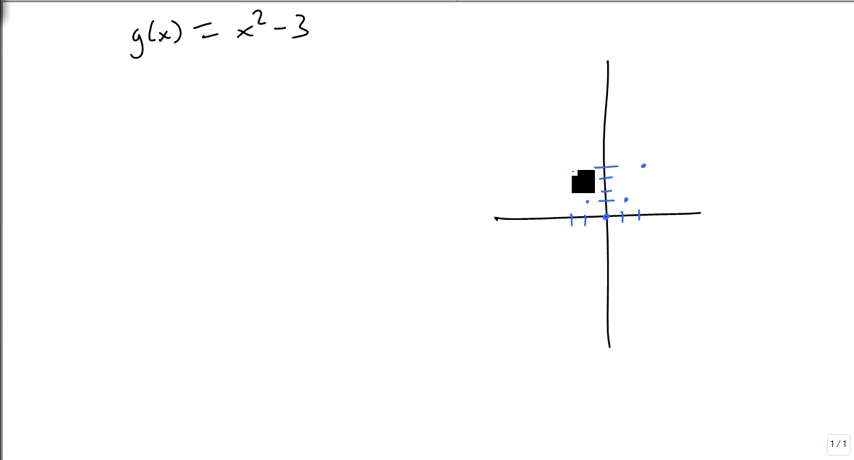 g(x) = x² - 3
1 / 1